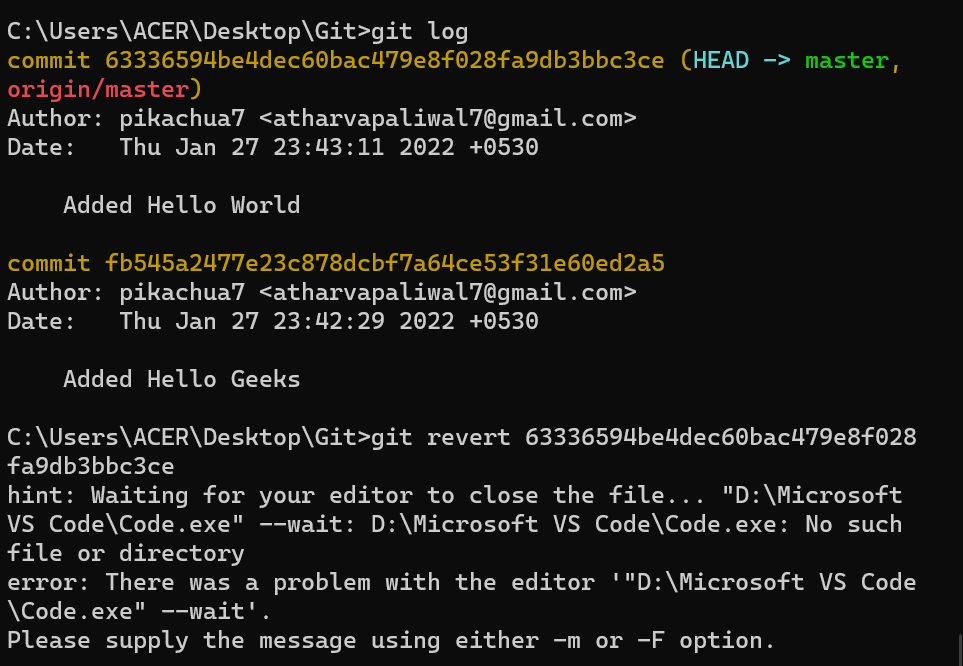 C:\Users\ACER\Desktop\Git>git log
commit 63336594be4dec60bac479e8f028fa9db3bbc3ce (HEAD -> master,
origin/master)
Author: pikachua7 <atharvapaliwal7@gmail.com>
Date:   Thu Jan 27 23:43:11 2022 +0530
    Added Hello World
commit fb545a2477e23c878dcbf7a64ce53f31e60ed2a5
Author: pikachua7 <atharvapaliwal7@gmail.com>
Date:   Thu Jan 27 23:42:29 2022 +0530
    Added Hello Geeks
C:\Users\ACER\Desktop\Git>git revert 63336594be4dec60bac479e8f028
fa9db3bbc3ce
hint: Waiting for your editor to close the file... "D:\Microsoft
VS Code\Code.exe" --wait: D:\Microsoft VS Code\Code.exe: No such
file or directory
error: There was a problem with the editor '"D:\Microsoft VS Code
\Code.exe" --wait'.
Please supply the message using either -m or -F option.